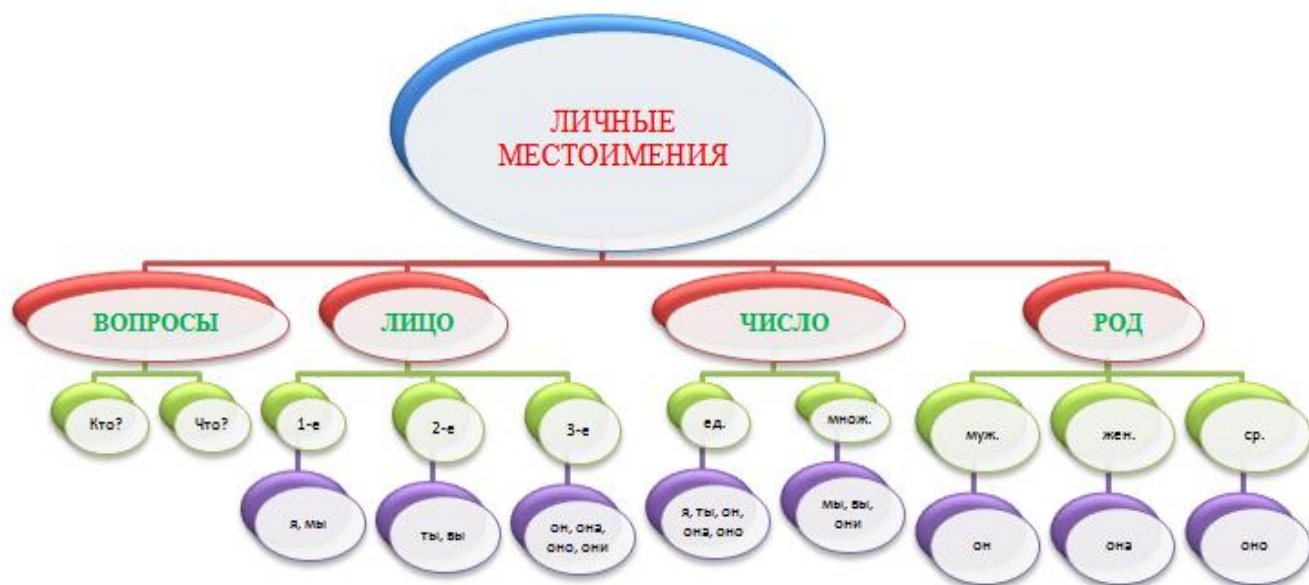 ЛИЧНЫЕ
МЕСТОИМЕНИЯ
ВОПРОСЫ
ЛИЦО
ЧИСЛО
РОД
Кто?
Что?
1-е
2-е
3-е
ед.
множ.
муж.
жен.
ср.
я, мы
ты, вы
он, она,
оно, они
я, ты, он,
она, оно
мы, вы,
они
он
она
оно